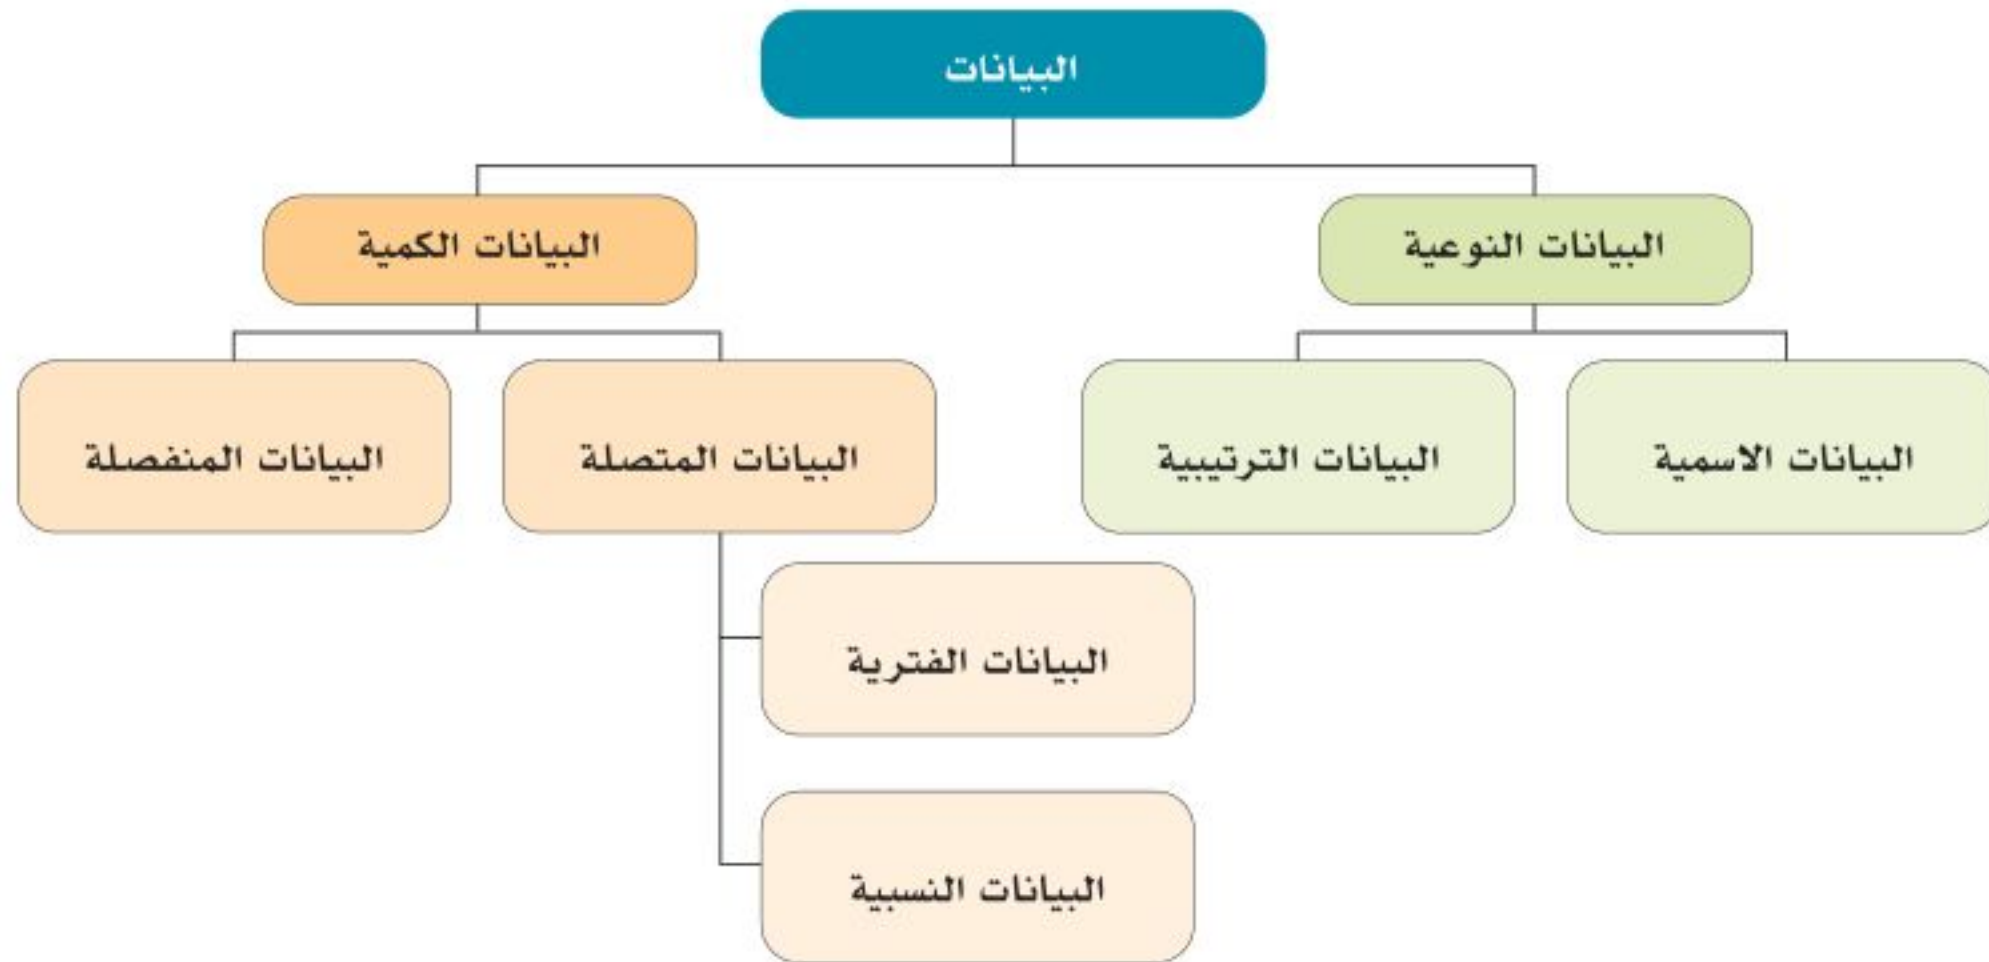 البيانات
البيانات النوعية
البيانات الكمية
البيانات الاسمية
البيانات الترتيبية
البيانات المتصلة
البيانات المنفصلة
البيانات الفترية
البيانات النسبية